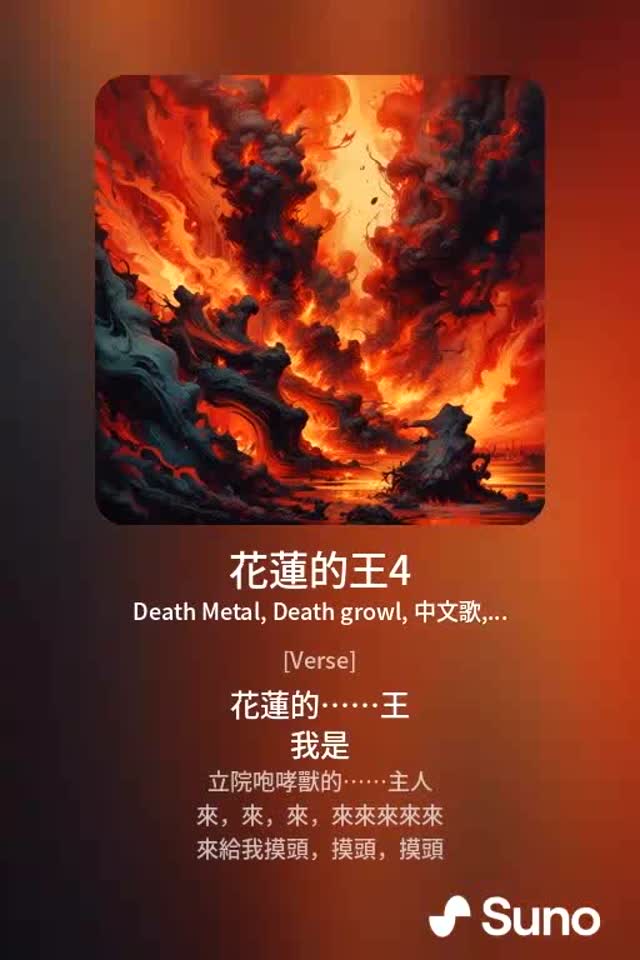 花蓮的王4
Death Metal, Death growl, 中文歌,...
[Verse]
花蓮的⋯⋯王
我是
立院咆哮獸的⋯⋯主人
來，來，來，來來來來來
來給我摸頭，摸頭，摸頭
Suno